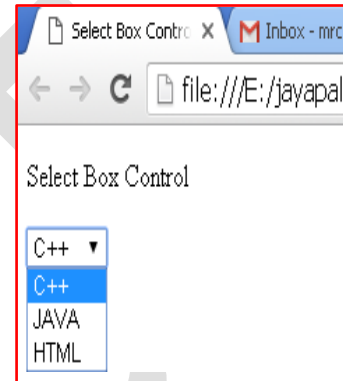 Select Box Contro
Inbox - mrc
file:///E:/jayapal
Select Box Control
C++
C++
JAVA
HTML